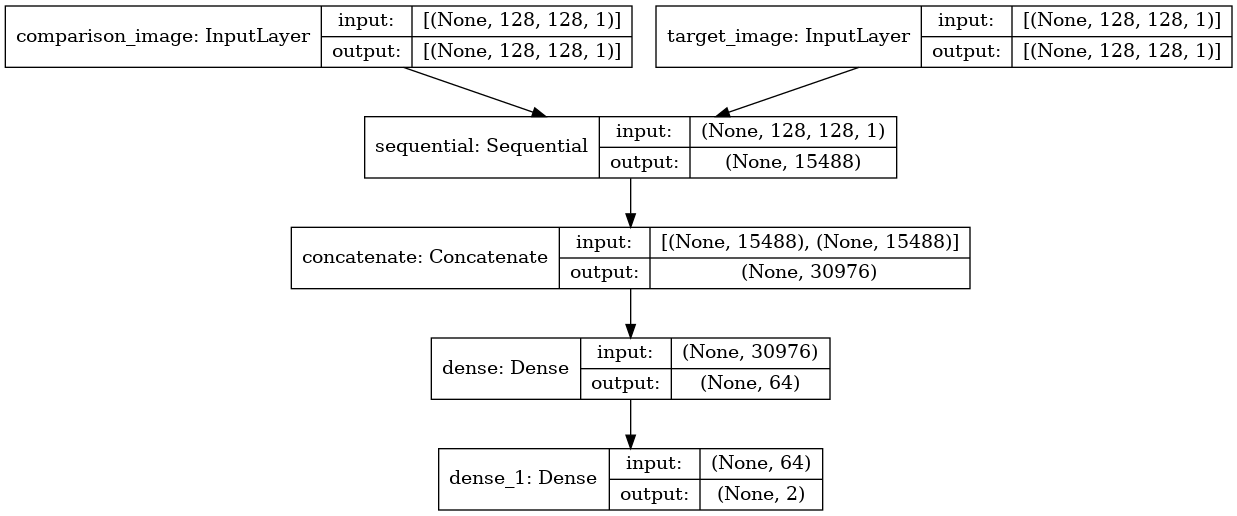 comparison_image: InputLayer input: [(None, 128, 128, 1)]
output: [(None, 128, 128, 1)]
target_image: InputLayer input: [(None, 128, 128, 1)]
output: [(None, 128, 128, 1)]
sequential: Sequential input: (None, 128, 128, 1)
output: (None, 15488)
concatenate: Concatenate input: [(None, 15488), (None, 15488)]
output: (None, 30976)
dense: Dense input: (None, 30976)
output: (None, 64)
dense_1: Dense input: (None, 64)
output: (None, 2)